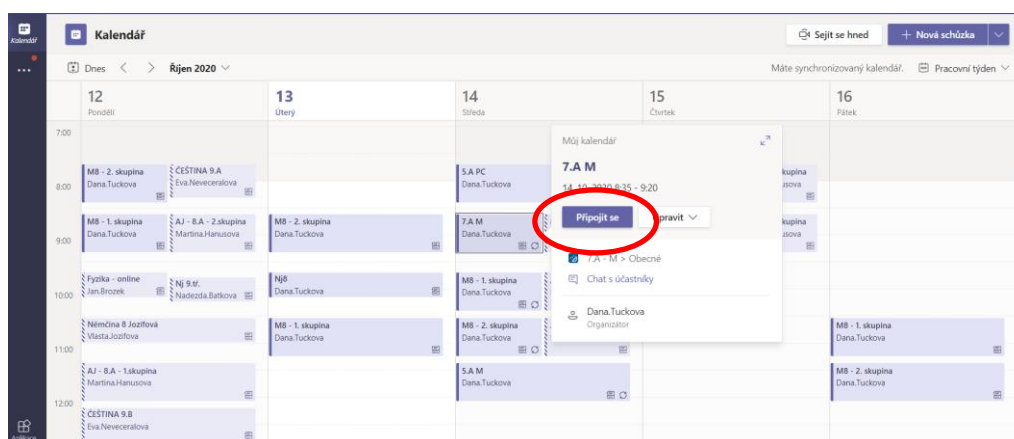 Kalendář
Kalendář
Sejít se hned
+ Nová schůzka
Dnes
Říjen 2020
Máte synchronizovaný kalendář.
Pracovní týden
12
Pondělí
13
Úterý
14
Středa
15
Čtvrtek
16
Pátek
7:00
8:00
9:00
10:00
11:00
12:00
M8 - 2. skupina
Dana.Tuckova
ČEŠTINA 9.A
Eva.Neveceralova
M8 - 1. skupina
Dana.Tuckova
AJ - 8.A - 2.skupina
Martina.Hanusova
Fyzika - online
Jan.Brozek
Nj 9.tř.
Nadezda.Batkova
Němčina 8 Jozífová
Vlasta.Jozifova
AJ - 8.A - 1.skupina
Martina.Hanusova
ČEŠTINA 9.B
Eva.Neveceralova
M8 - 2. skupina
Dana.Tuckova
Nj8
Dana.Tuckova
M8 - 1. skupina
Dana.Tuckova
5.A PC
Dana.Tuckova
7.A M
Dana.Tuckova
M8 - 1. skupina
Dana.Tuckova
M8 - 2. skupina
Dana.Tuckova
5.A M
Dana.Tuckova
Můj kalendář
7.A M
14. 10. 2020 8:35 - 9:20
Připojit se
pravit
7.A - M > Obecné
Chat s účastníky
Dana.Tuckova
Organizátor
kupina
usova
kupina
usova
M8 - 1. skupina
Dana.Tuckova
M8 - 2. skupina
Dana.Tuckova
Aplikace